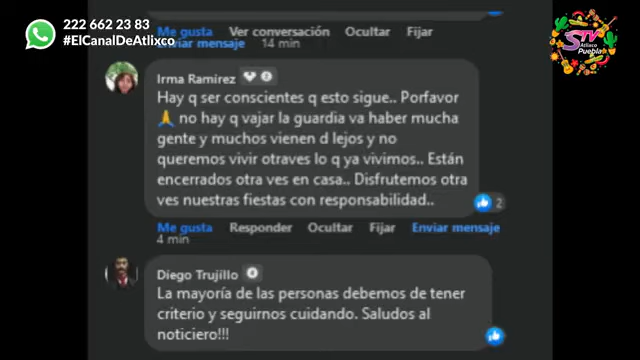 222 662 23 83
#ElCanalDeAtlixco
STV
Atlixco
Puebla
Me gusta Ver conversación Ocultar Fijar
Enviar mensaje 14 min
Irma Ramírez
Hay q ser conscientes q esto sigue.. Porfavor
🙏 no hay q vajar la guardia va haber mucha
gente y muchos vienen d lejos y no
queremos vivir otraves lo q ya vivimos.. Están
encerrados otra ves en casa.. Disfrutemos otra
ves nuestras fiestas con responsabilidad..
2
Me gusta Responder Ocultar Fijar Enviar mensaje
4 min
Diego Trujillo
La mayoría de las personas debemos de tener
criterio y seguirnos cuidando. Saludos al
noticiero!!!